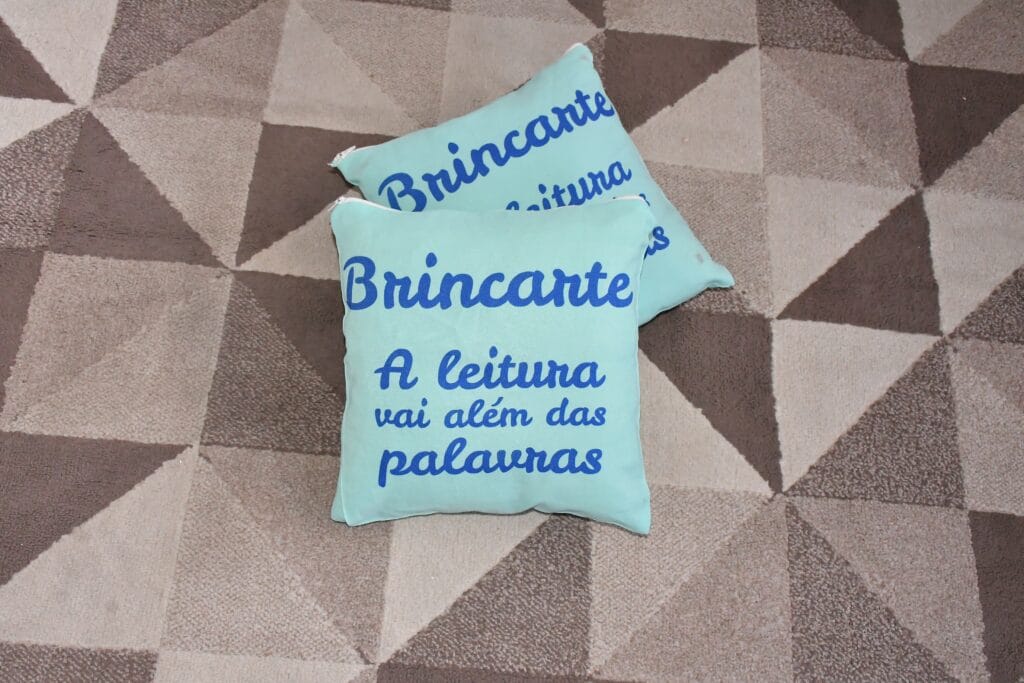 Brincarte
leitura
Brincarte
A leitura
vai além das
palavras